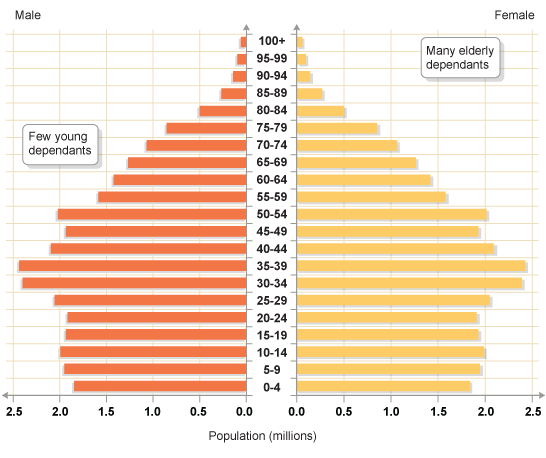 Male
Female
100+
95-99
90-94
85-89
80-84
75-79
70-74
65-69
60-64
55-59
50-54
45-49
40-44
35-39
30-34
25-29
20-24
15-19
10-14
5-9
0-4
Many elderly
dependants
Few young
dependants
2.5 2.0 1.5 1.0 0.5 0.0 0.0 0.5 1.0 1.5 2.0 2.5
Population (millions)